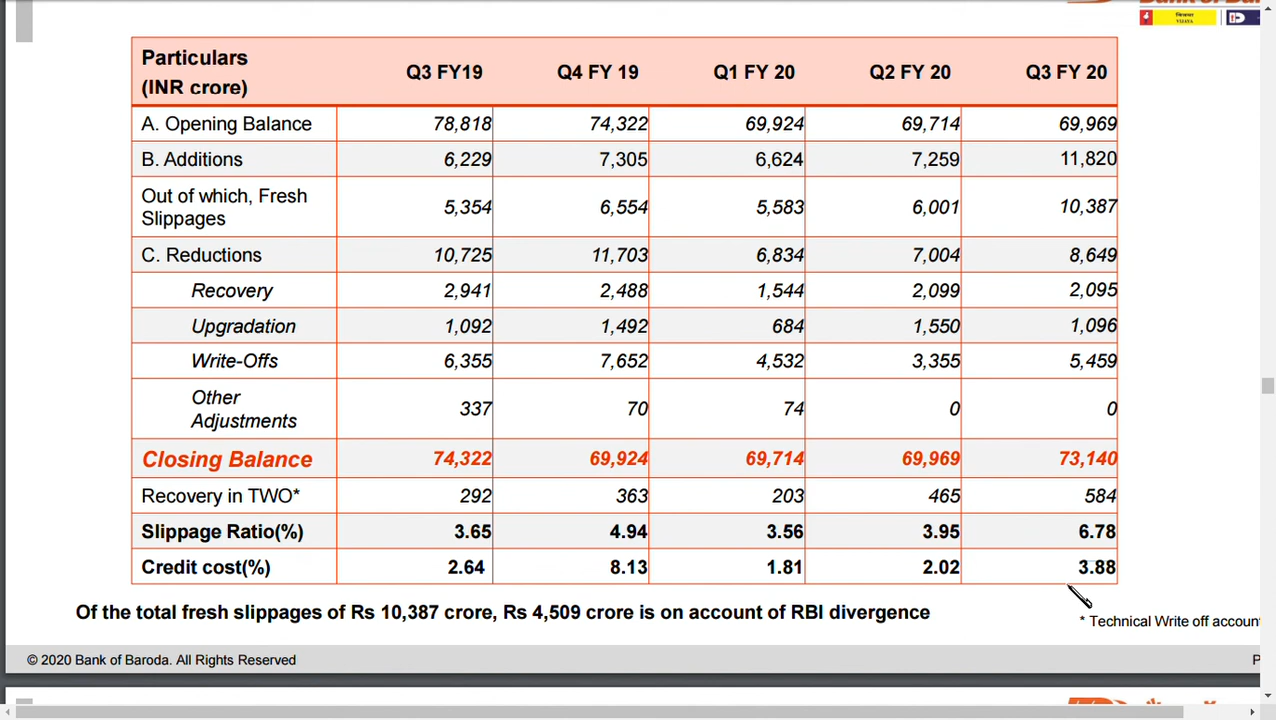 विजया
VIJAYA
Particulars
(INR crore) Q3 FY19 Q4 FY 19 Q1 FY 20 Q2 FY 20 Q3 FY 20
A. Opening Balance 78,818 74,322 69,924 69,714 69,969
B. Additions 6,229 7,305 6,624 7,259 11,820
Out of which, Fresh
Slippages 5,354 6,554 5,583 6,001 10,387
C. Reductions 10,725 11,703 6,834 7,004 8,649
Recovery 2,941 2,488 1,544 2,099 2,095
Upgradation 1,092 1,492 684 1,550 1,096
Write-Offs 6,355 7,652 4,532 3,355 5,459
Other
Adjustments 337 70 74 0 0
Closing Balance 74,322 69,924 69,714 69,969 73,140
Recovery in TWO* 292 363 203 465 584
Slippage Ratio(%) 3.65 4.94 3.56 3.95 6.78
Credit cost(%) 2.64 8.13 1.81 2.02 3.88
Of the total fresh slippages of Rs 10,387 crore, Rs 4,509 crore is on account of RBI divergence
* Technical Write off accoun
© 2020 Bank of Baroda. All Rights Reserved
P